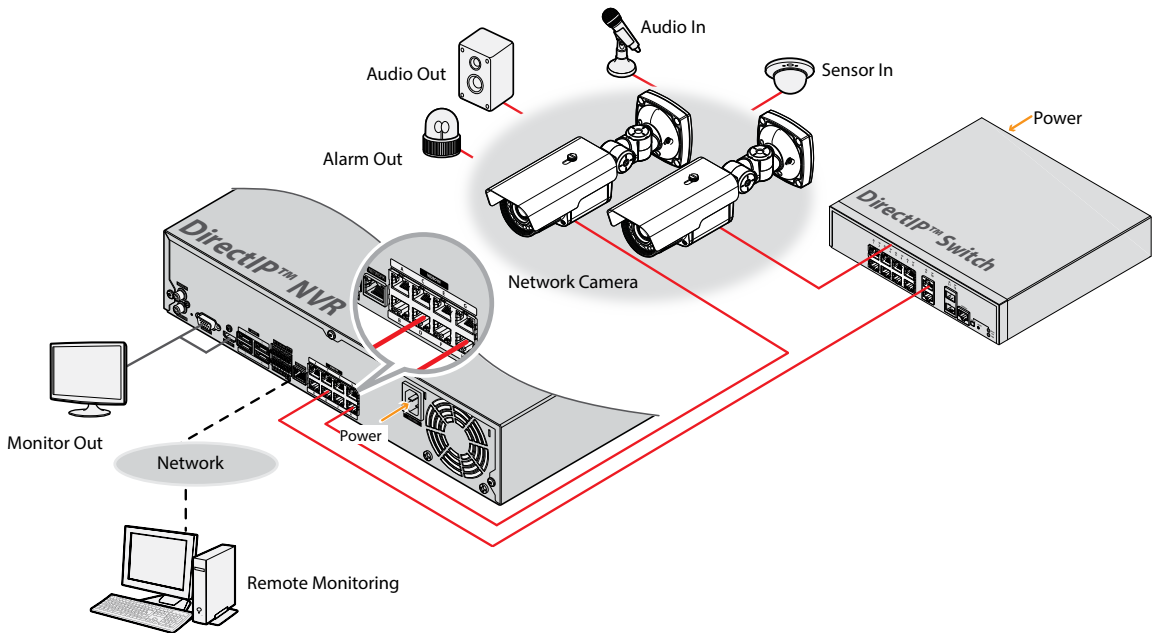 Audio In
Audio Out
Sensor In
Power
Alarm Out
DirectIP™ Switch
DirectIP™ NVR
Network Camera
Monitor Out
Power
Network
Remote Monitoring